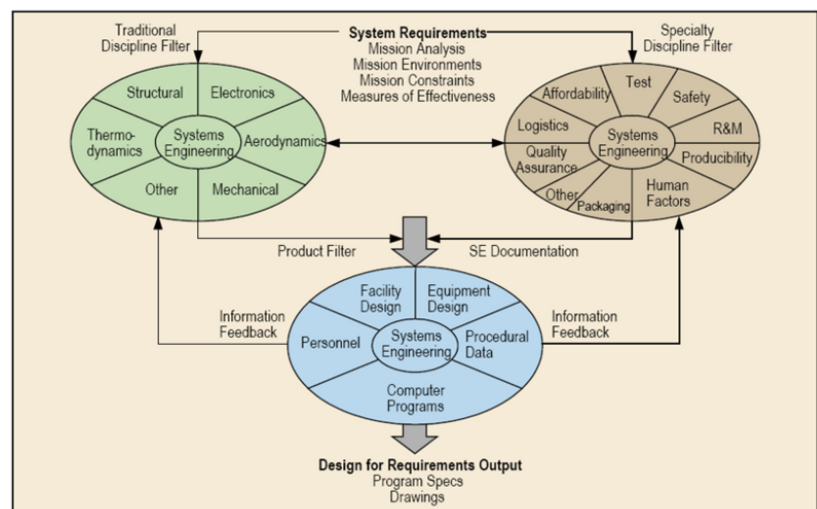 Traditional
Discipline Filter
System Requirements
Mission Analysis
Mission Environments
Mission Constraints
Measures of Effectiveness
Specialty
Discipline Filter
Structural
Electronics
Thermo-
dynamics
Systems
Engineering
Aerodynamics
Other
Mechanical
Affordability
Test
Safety
Logistics
R&M
Systems
Engineering
Quality
Assurance
Producibility
Other
Packaging
Human
Factors
Product Filter
SE Documentation
Information
Feedback
Facility
Design
Equipment
Design
Personnel
Systems
Engineering
Procedural
Data
Computer
Programs
Information
Feedback
Design for Requirements Output
Program Specs
Drawings